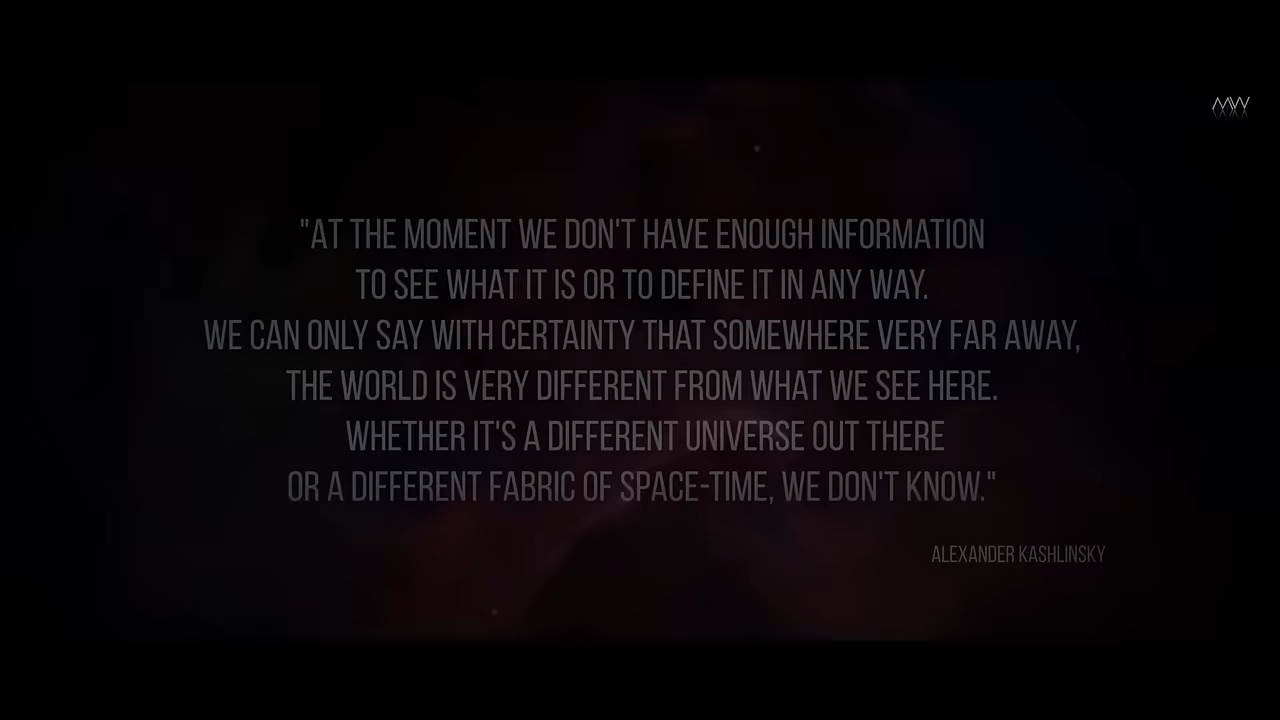 MW
"AT THE MOMENT WE DON'T HAVE ENOUGH INFORMATION
TO SEE WHAT IT IS OR TO DEFINE IT IN ANY WAY.
WE CAN ONLY SAY WITH CERTAINTY THAT SOMEWHERE VERY FAR AWAY,
THE WORLD IS VERY DIFFERENT FROM WHAT WE SEE HERE.
WHETHER IT'S A DIFFERENT UNIVERSE OUT THERE
OR A DIFFERENT FABRIC OF SPACE-TIME, WE DON'T KNOW."
ALEXANDER KASHLINSKY